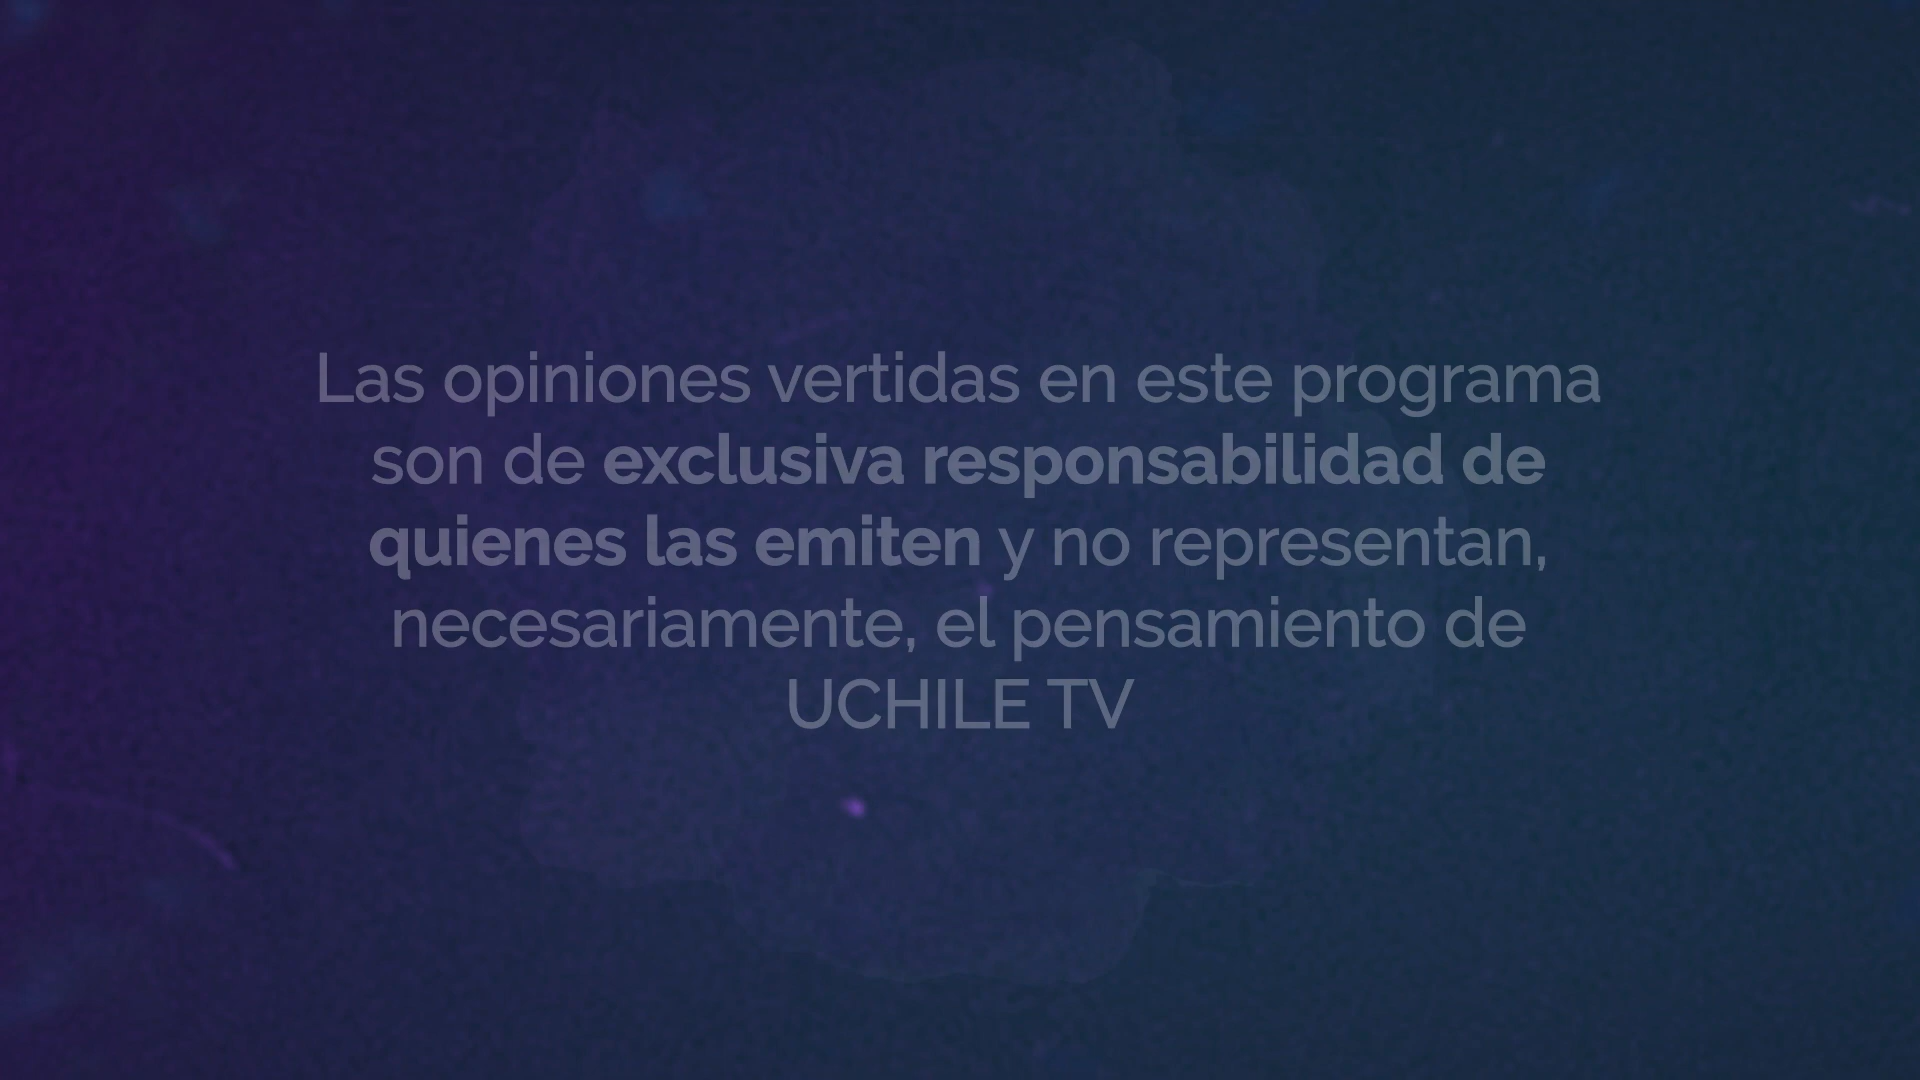 Las opiniones vertidas en este programa
son de exclusiva responsabilidad de
quienes las emiten y no representan,
necesariamente, el pensamiento de
UCHILE TV